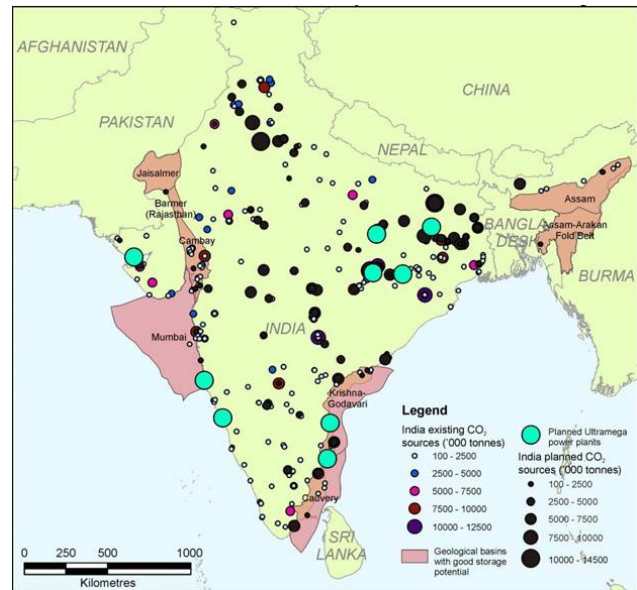 AFGHANISTAN
CHINA
PAKISTAN
NEPAL
Jaisalmer
Barmer
(Rajasthan)
Cambay
Assam
BANGLA
DESH
Assam-Arakan
Fold Belt
BURMA
Mumbai
INDIA
Krishna-
Godavari
Cauvery
SRI
LANKA
Legend
India existing CO2
sources ('000 tonnes)
100 - 2500
2500 - 5000
5000 - 7500
7500 - 10000
10000 - 12500
Geological basins
with good storage
potential
Planned Ultramega
power plants
India planned CO2
sources ('000 tonnes)
100 - 2500
2500 - 5000
5000 - 7500
7500 - 10000
10000 - 14500
0 250 500 1000
Kilometres